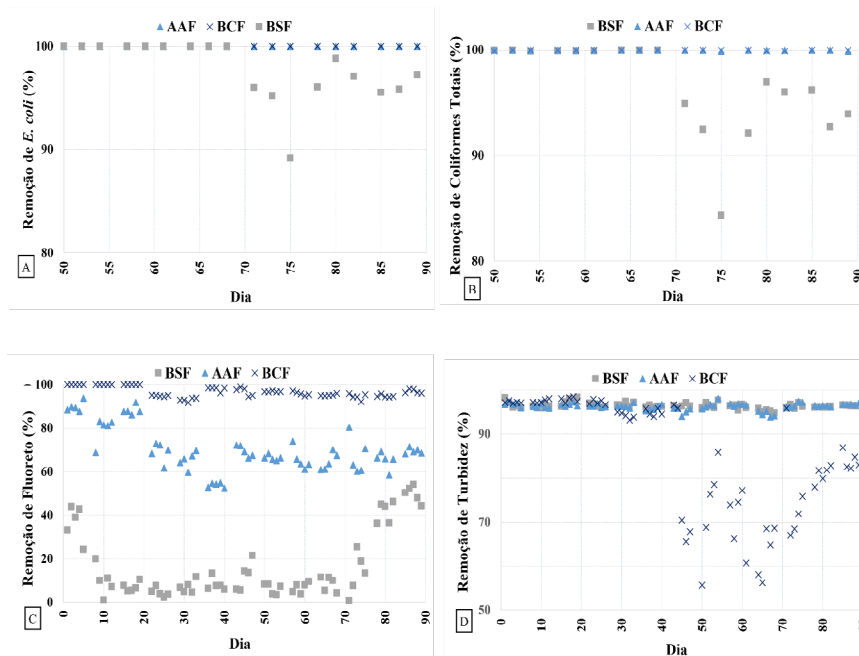 AAF BCF BSF
Remoção de E. coli (%)
100
90
80
50 55 60 65 70 75 80 85 90
Dia
A
AAF BCF BSF
Remoção de Coliformes Totais (%)
100
90
80
50 55 60 65 70 75 80 85 90
Dia
B
BSF AAF BCF
Remoção de Fluoreto (%)
100
80
60
40
20
0
0 10 20 30 40 50 60 70 80 90
Dia
C
BSF AAF BCF
Remoção de Turbidez (%)
90
70
50
0 10 20 30 40 50 60 70 80 90
Dia
D